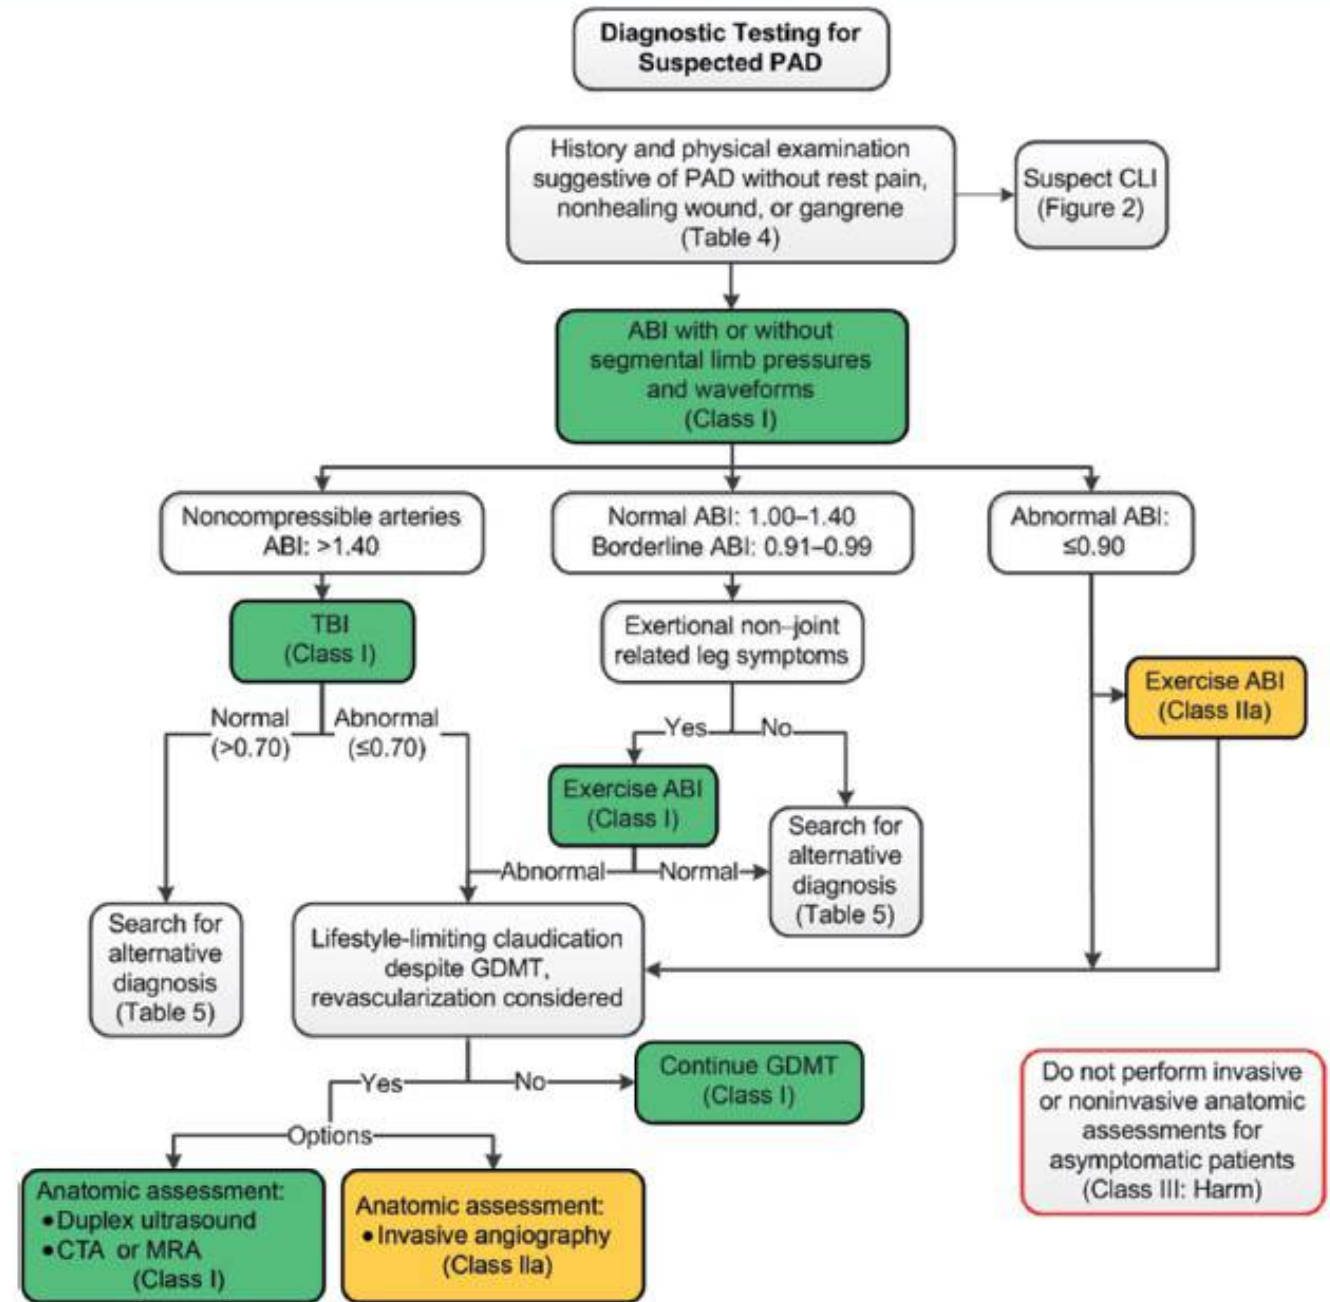 Diagnostic Testing for
Suspected PAD
History and physical examination
suggestive of PAD without rest pain,
nonhealing wound, or gangrene
(Table 4)
Suspect CLI
(Figure 2)
ABI with or without
segmental limb pressures
and waveforms
(Class I)
Noncompressible arteries
ABI: >1.40
Normal ABI: 1.00–1.40
Borderline ABI: 0.91–0.99
Abnormal ABI:
≤0.90
TBI
(Class I)
Exertional non–joint
related leg symptoms
Exercise ABI
(Class IIa)
Normal
(>0.70)
Abnormal
(≤0.70)
Yes
No
Exercise ABI
(Class I)
Search for
alternative
diagnosis
(Table 5)
Abnormal
Normal
Search for
alternative
diagnosis
(Table 5)
Lifestyle-limiting claudication
despite GDMT,
revascularization considered
Yes
No
Continue GDMT
(Class I)
Do not perform invasive
or noninvasive anatomic
assessments for
asymptomatic patients
(Class III: Harm)
Options
Anatomic assessment:
•Duplex ultrasound
•CTA or MRA
(Class I)
Anatomic assessment:
•Invasive angiography
(Class IIa)